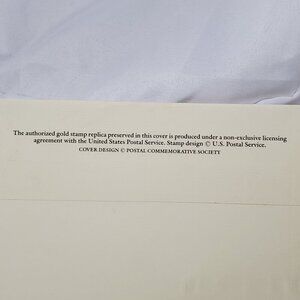 The authorized gold stamp replica preserved in this cover is produced under a non-exclusive licensing
agreement with the United States Postal Service. Stamp design © U.S. Postal Service.
COVER DESIGN © POSTAL COMMEMORATIVE SOCIETY